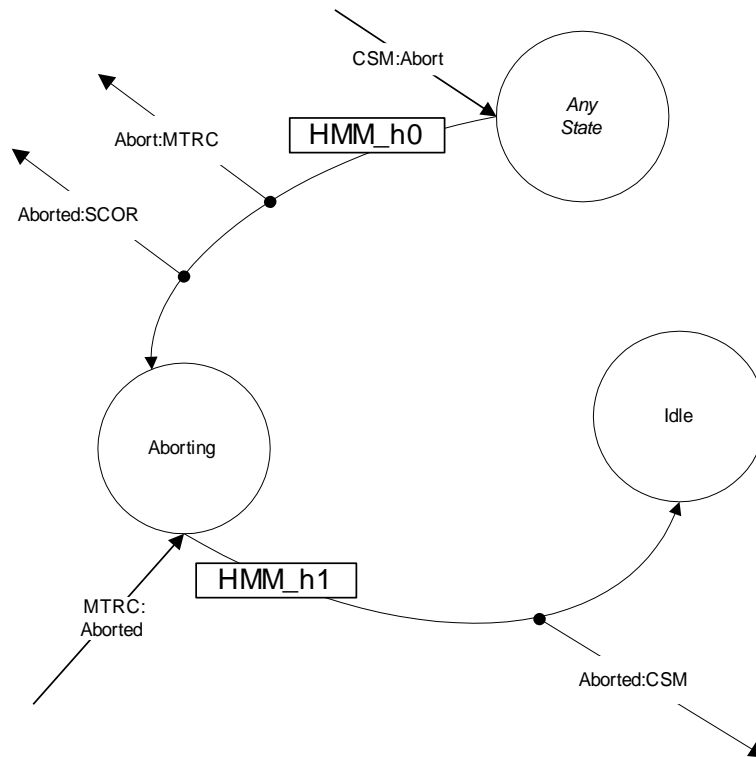 CSM:Abort
Any
State
HMM_h0
Abort:MTRC
Aborted:SCOR
Idle
Aborting
HMM_h1
MTRC:
Aborted
Aborted:CSM